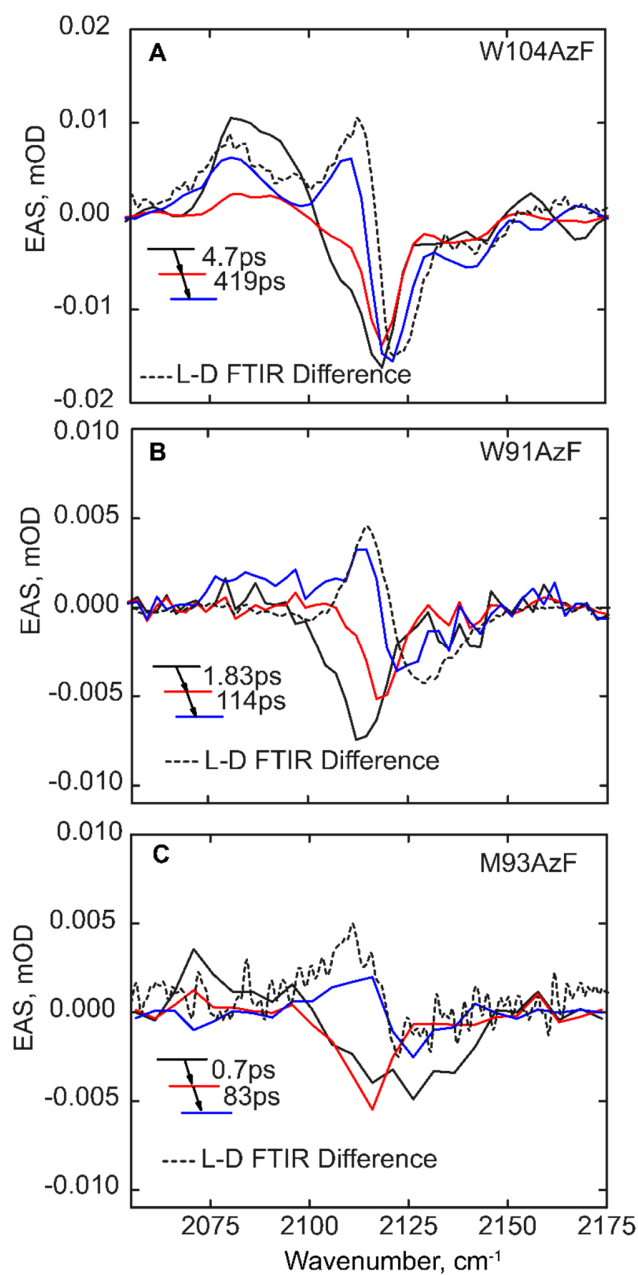 0.02
A
W104AzF
0.01
0.00
-0.01
-0.02
EAS, mOD
4.7ps
419ps
L-D FTIR Difference
0.010
B
W91AzF
0.005
0.000
-0.005
-0.010
EAS, mOD
1.83ps
114ps
L-D FTIR Difference
0.010
C
M93AzF
0.005
0.000
-0.005
-0.010
EAS, mOD
0.7ps
83ps
L-D FTIR Difference
2075 2100 2125 2150 2175
Wavenumber, cm⁻¹